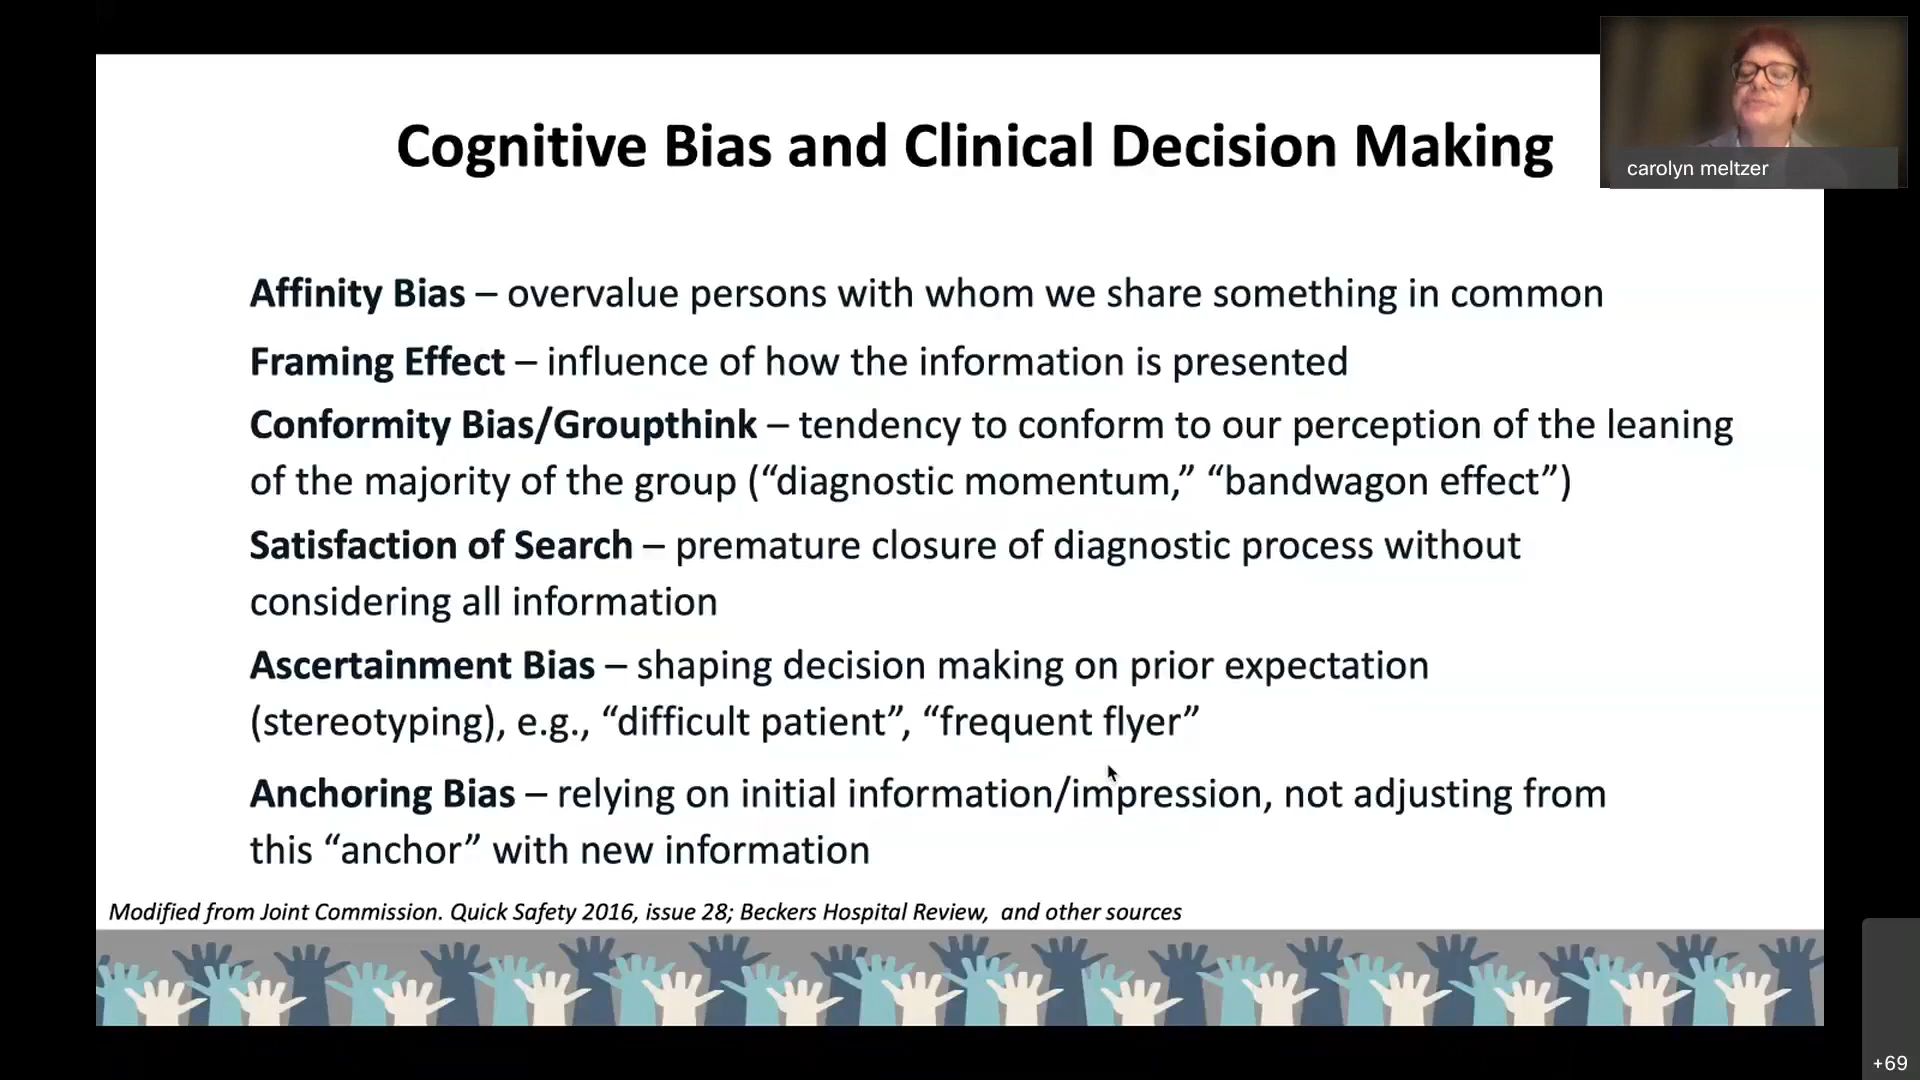 Cognitive Bias and Clinical Decision Making
carolyn meltzer
Affinity Bias – overvalue persons with whom we share something in common
Framing Effect – influence of how the information is presented
Conformity Bias/Groupthink – tendency to conform to our perception of the leaning
of the majority of the group (“diagnostic momentum,” “bandwagon effect”)
Satisfaction of Search – premature closure of diagnostic process without
considering all information
Ascertainment Bias – shaping decision making on prior expectation
(stereotyping), e.g., “difficult patient”, “frequent flyer”
Anchoring Bias – relying on initial information/impression, not adjusting from
this “anchor” with new information
Modified from Joint Commission. Quick Safety 2016, issue 28; Beckers Hospital Review,  and other sources
+69